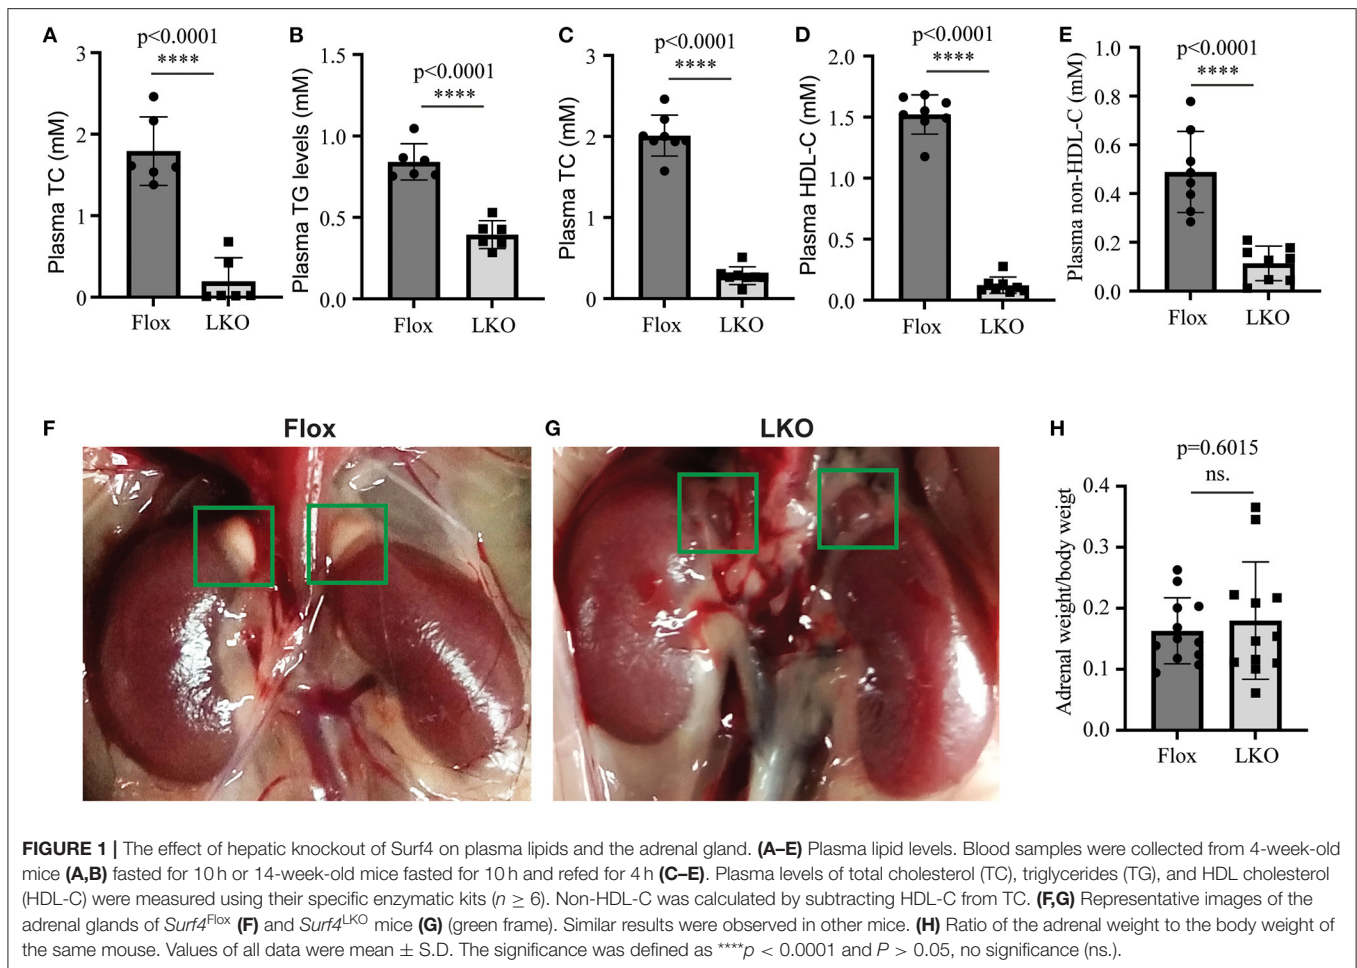 A
p<0.0001
****
Plasma TC (mM)
3
2
1
0
Flox
LKO
B
p<0.0001
****
Plasma TG levels (mM)
1.5
1.0
0.5
0.0
Flox
LKO
C
p<0.0001
****
Plasma TC (mM)
3
2
1
0
Flox
LKO
D
p<0.0001
****
Plasma HDL-C (mM)
2.0
1.5
1.0
0.5
0.0
Flox
LKO
E
p<0.0001
****
Plasma non-HDL-C (mM)
1.0
0.8
0.6
0.4
0.2
0.0
Flox
LKO
F
Flox
G
LKO
H
p=0.6015
ns.
Adrenal weight/body weigt
0.4
0.3
0.2
0.1
0.0
Flox
LKO
FIGURE 1 | The effect of hepatic knockout of Surf4 on plasma lipids and the adrenal gland. (A–E) Plasma lipid levels. Blood samples were collected from 4-week-old
mice (A,B) fasted for 10 h or 14-week-old mice fasted for 10 h and refed for 4 h (C–E). Plasma levels of total cholesterol (TC), triglycerides (TG), and HDL cholesterol
(HDL-C) were measured using their specific enzymatic kits (n ≥ 6). Non-HDL-C was calculated by subtracting HDL-C from TC. (F,G) Representative images of the
adrenal glands of Surf4Flox (F) and Surf4LKO mice (G) (green frame). Similar results were observed in other mice. (H) Ratio of the adrenal weight to the body weight of
the same mouse. Values of all data were mean ± S.D. The significance was defined as ****p < 0.0001 and P > 0.05, no significance (ns.).